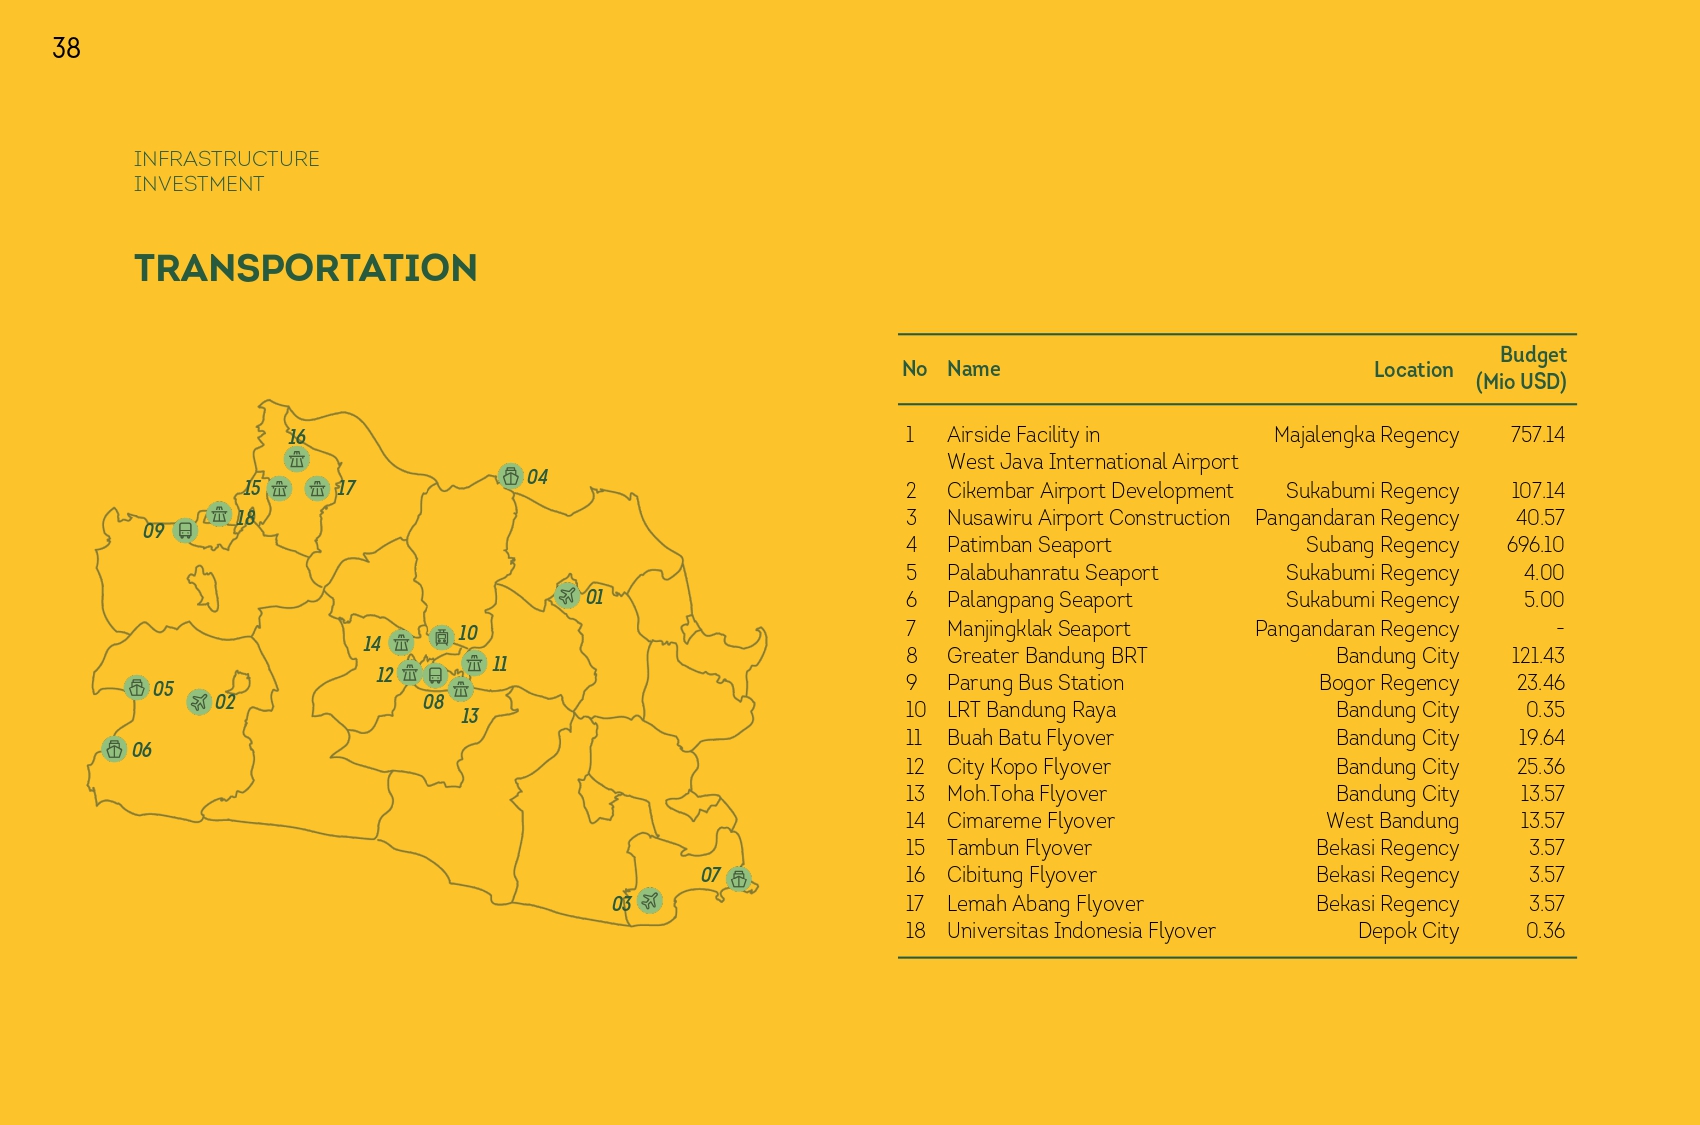 38
INFRASTRUCTURE
INVESTMENT
TRANSPORTATION
16
04
15
17
18
09
01
10
14
11
12
05
02
08
13
06
07
03
No Name Location Budget
(Mio USD)
1 Airside Facility in Majalengka Regency 757.14
West Java International Airport
2 Cikembar Airport Development Sukabumi Regency 107.14
3 Nusawiru Airport Construction Pangandaran Regency 40.57
4 Patimban Seaport Subang Regency 696.10
5 Palabuhanratu Seaport Sukabumi Regency 4.00
6 Palangpang Seaport Sukabumi Regency 5.00
7 Manjingklak Seaport Pangandaran Regency -
8 Greater Bandung BRT Bandung City 121.43
9 Parung Bus Station Bogor Regency 23.46
10 LRT Bandung Raya Bandung City 0.35
11 Buah Batu Flyover Bandung City 19.64
12 City Kopo Flyover Bandung City 25.36
13 Moh.Toha Flyover Bandung City 13.57
14 Cimareme Flyover West Bandung 13.57
15 Tambun Flyover Bekasi Regency 3.57
16 Cibitung Flyover Bekasi Regency 3.57
17 Lemah Abang Flyover Bekasi Regency 3.57
18 Universitas Indonesia Flyover Depok City 0.36